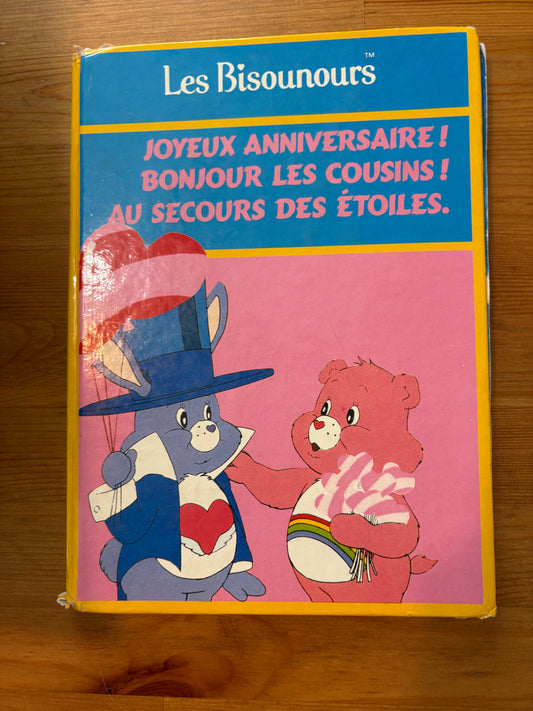 Les Bisounours™
JOYEUX ANNIVERSAIRE!
BONJOUR LES COUSINS!
AU SECOURS DES ÉTOILES.